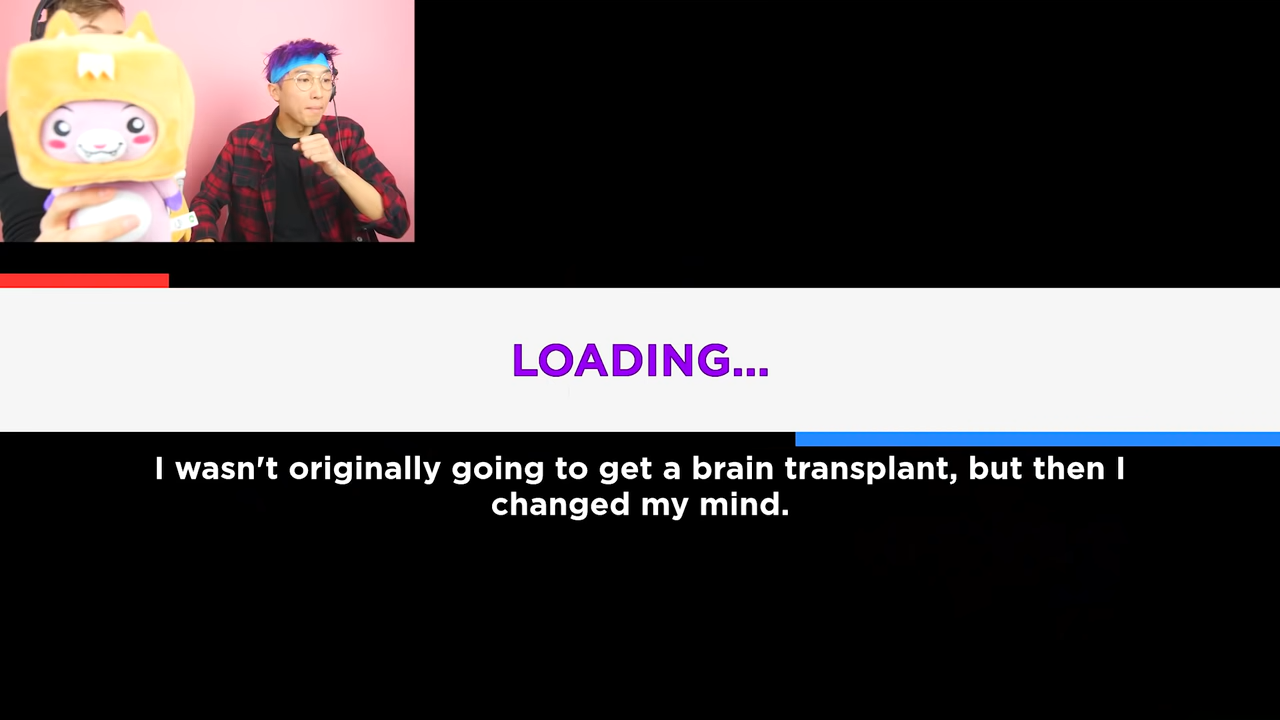 LOADING...
I wasn't originally going to get a brain transplant, but then I
changed my mind.